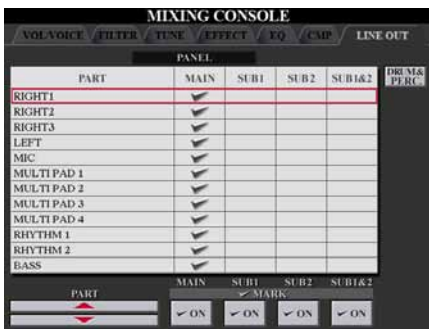 MIXING CONSOLE
VOL/VOICE FILTER TUNE EFFECT EQ CMP LINE OUT
PANEL
PART MAIN SUB1 SUB2 SUB1&2 DRUM&
PERC.
RIGHT1
RIGHT2
RIGHT3
LEFT
MIC
MULTI PAD 1
MULTI PAD 2
MULTI PAD 3
MULTI PAD 4
RHYTHM 1
RHYTHM 2
BASS
MAIN SUB1 SUB2 SUB1&2
PART MARK
ON ON ON ON